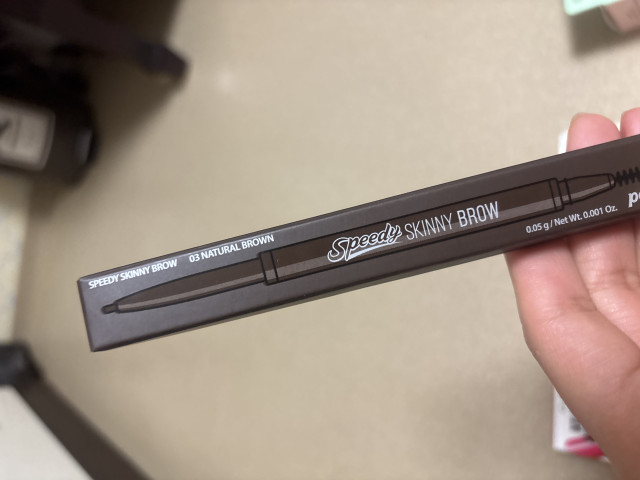 SPEEDY SKINNY BROW 03 NATURAL BROWN
Speedy SKINNY BROW
0.05 g / Net Wt. 0.001 Oz.